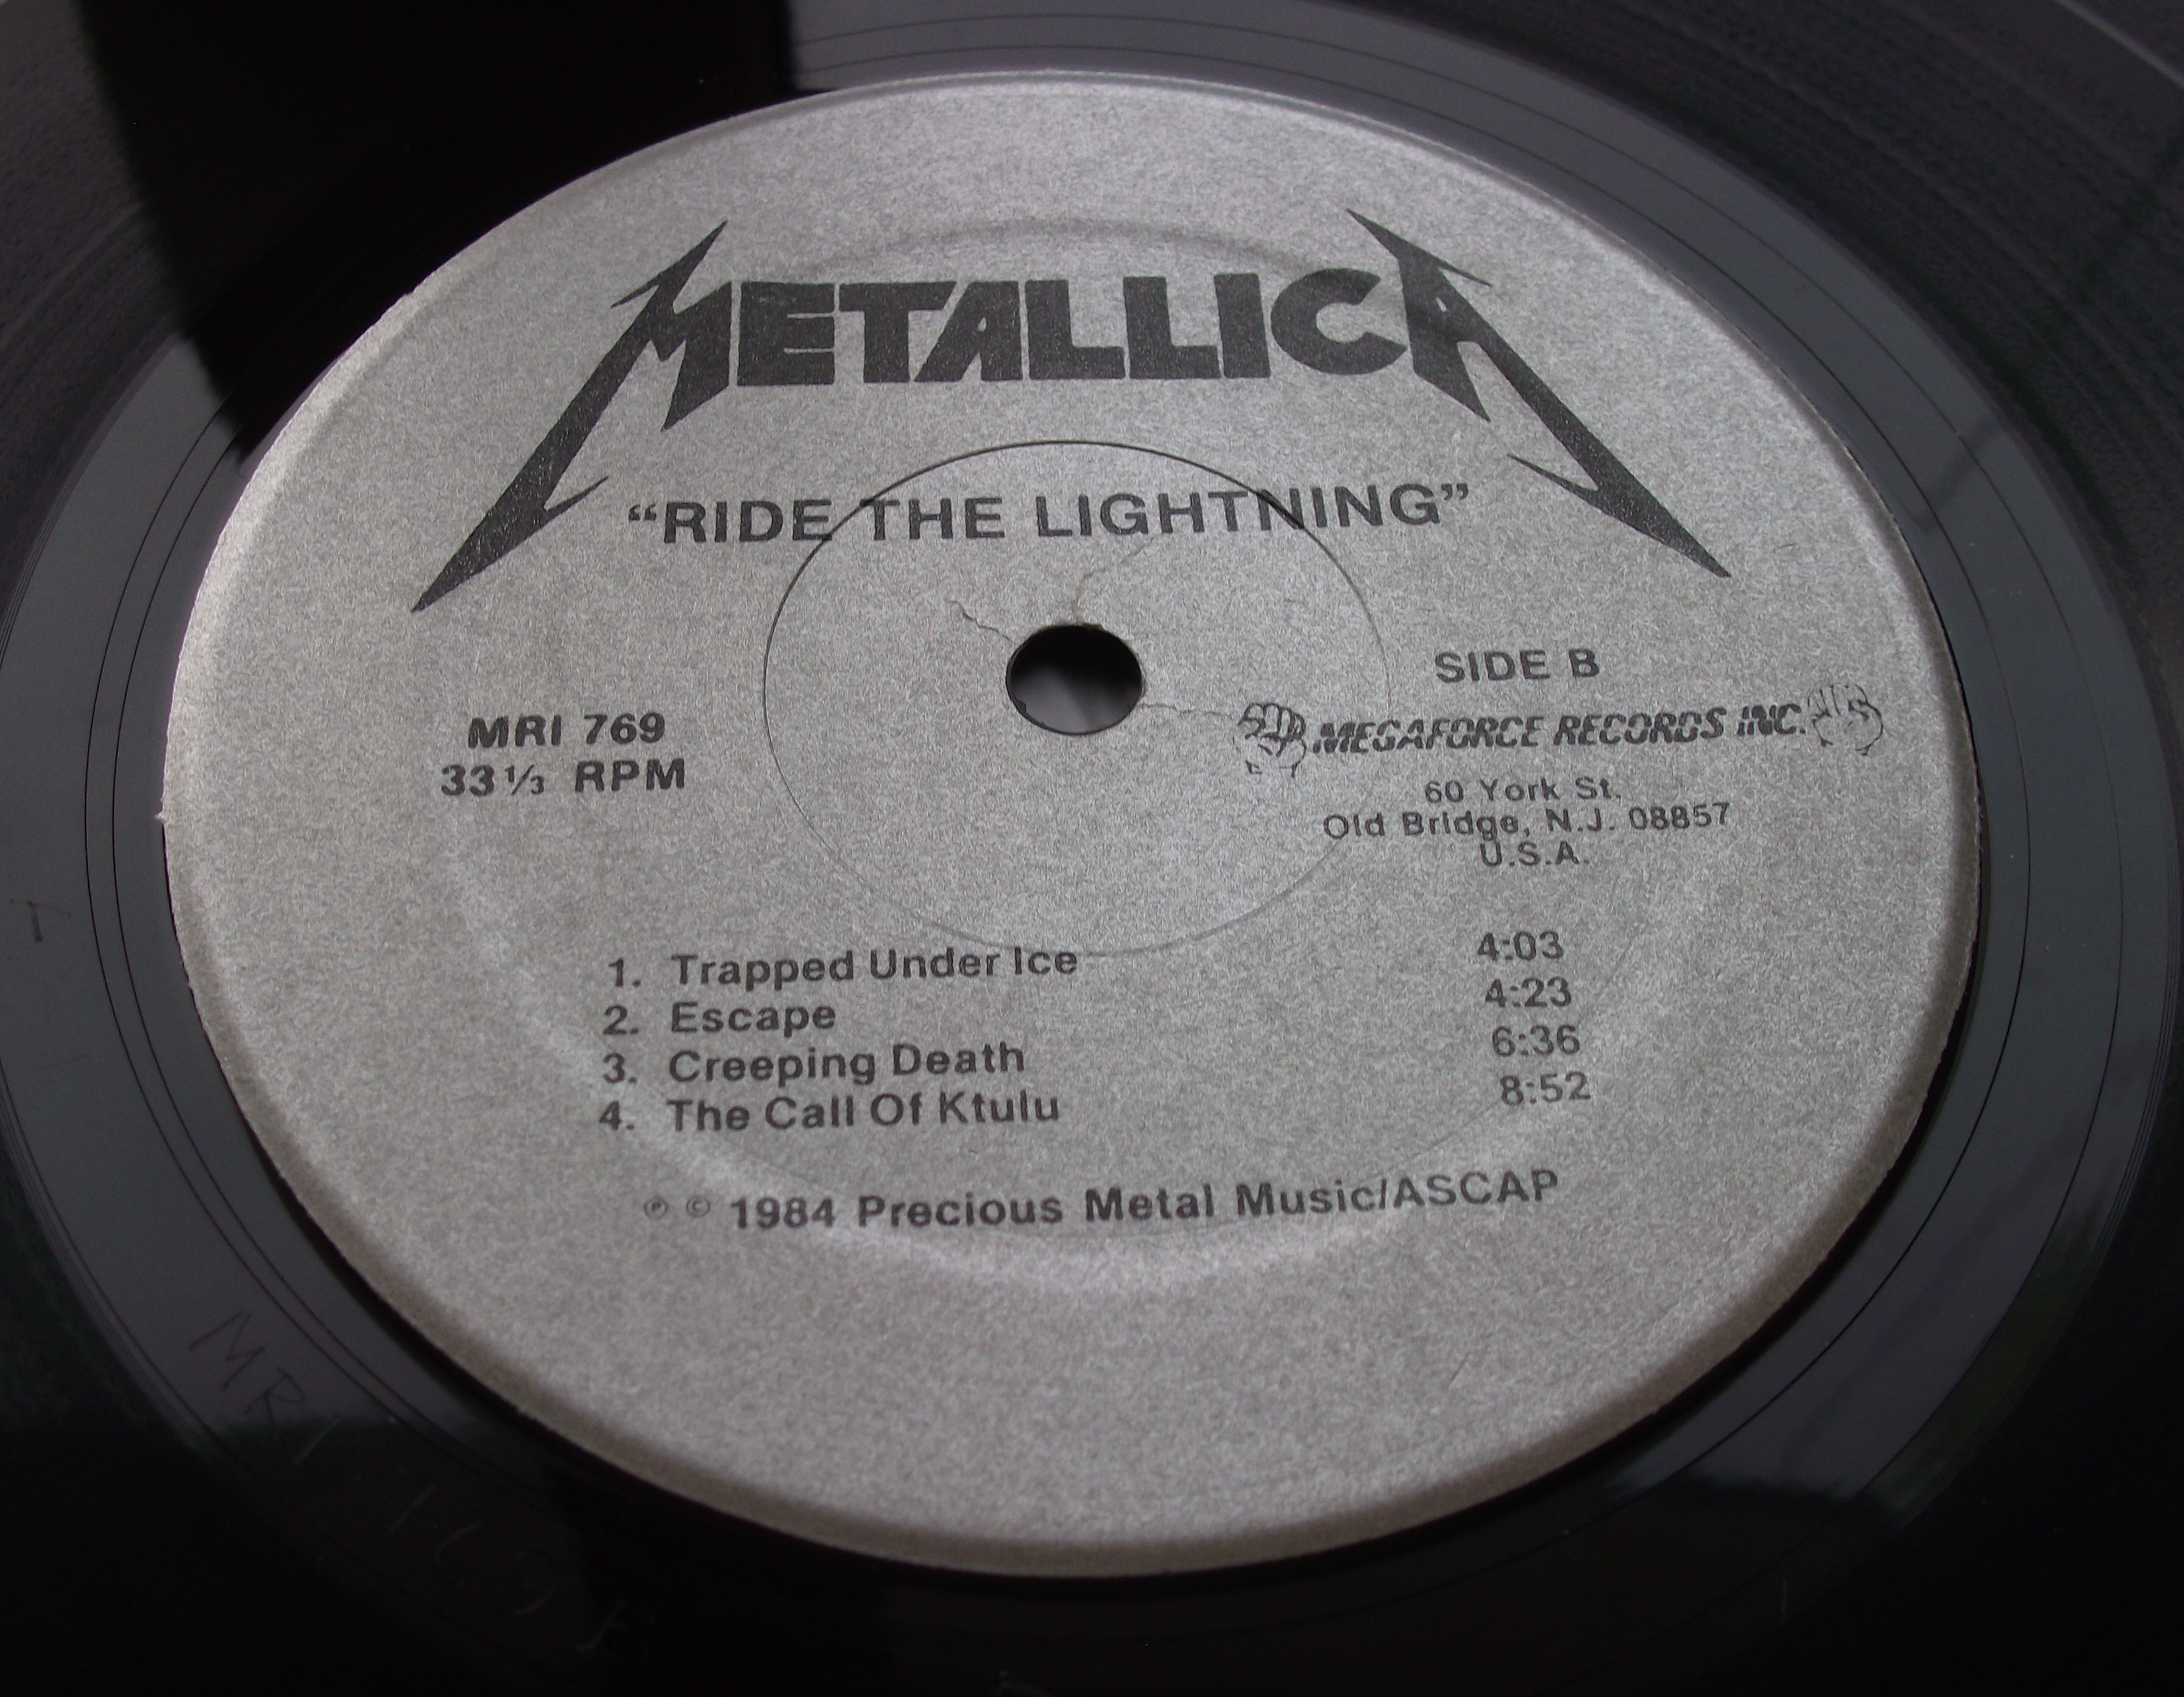 METALLICA
“RIDE THE LIGHTNING”
SIDE B
MEGAFORCE RECORDS INC.
60 York St.
Old Bridge, N.J. 08857
U.S.A.
MRI 769
33⅓ RPM
1. Trapped Under Ice 4:03
2. Escape 4:23
3. Creeping Death 6:36
4. The Call Of Ktulu 8:52
℗ © 1984 Precious Metal Music/ASCAP
MR